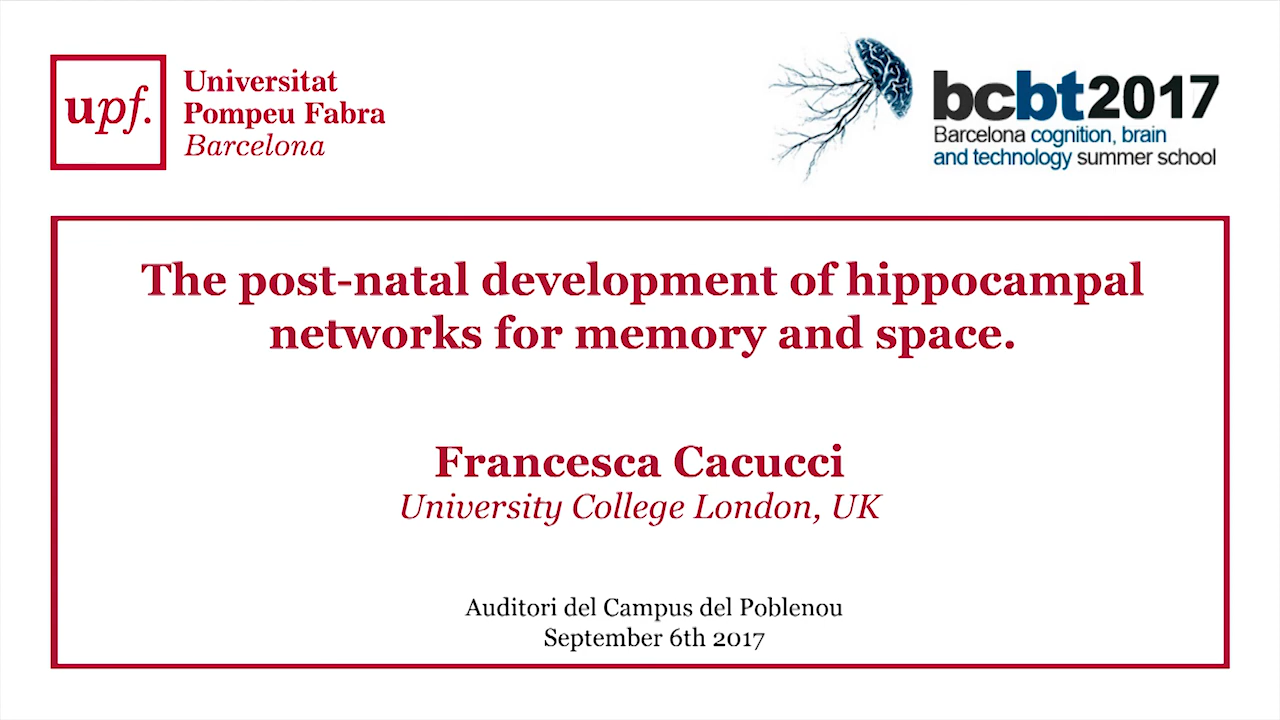 upf.
Universitat
Pompeu Fabra
Barcelona
bcbt2017
Barcelona cognition, brain
and technology summer school
The post-natal development of hippocampal
networks for memory and space.
Francesca Cacucci
University College London, UK
Auditori del Campus del Poblenou
September 6th 2017